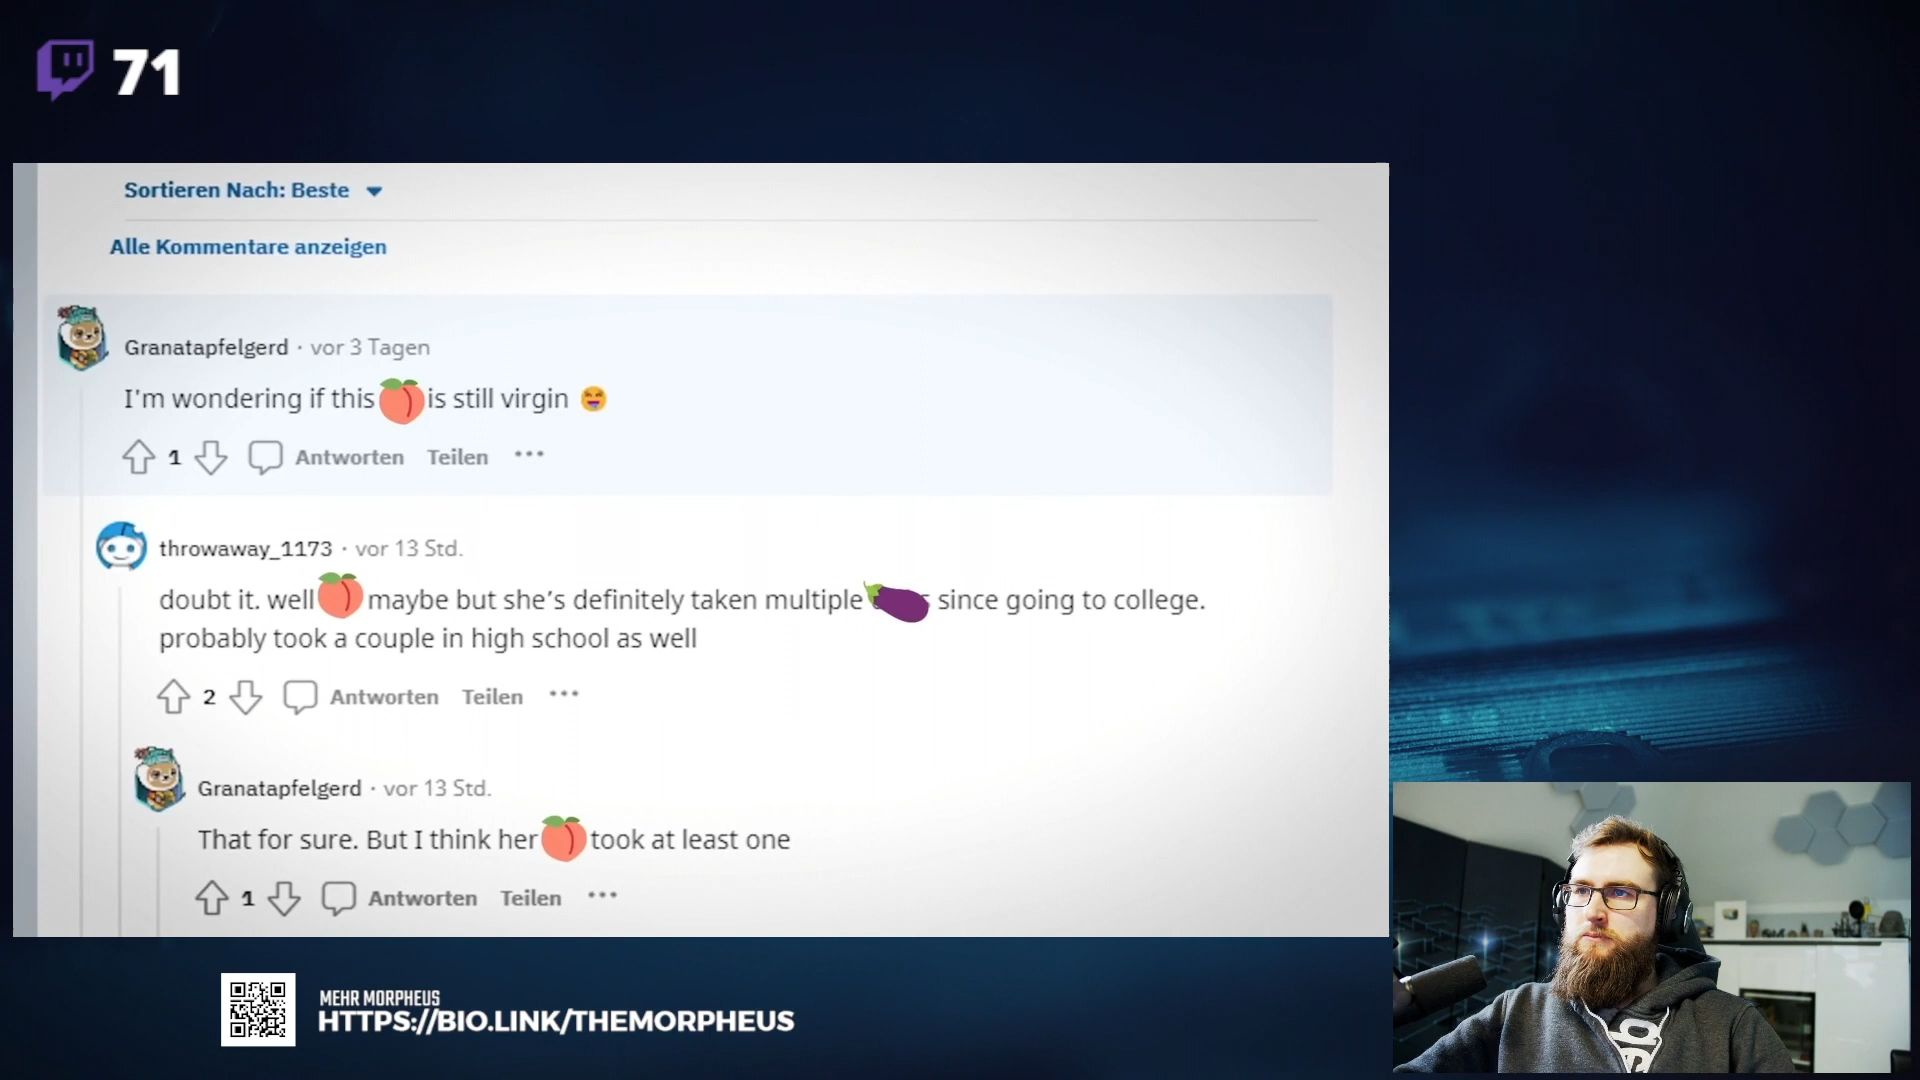 71
Sortieren Nach: Beste
Alle Kommentare anzeigen
Granatapfelgerd · vor 3 Tagen
I'm wondering if this 🍑 is still virgin 😝
1 Antworten Teilen ···
throwaway_1173 · vor 13 Std.
doubt it. well 🍑 maybe but she's definitely taken multiple 🍆 since going to college.
probably took a couple in high school as well
2 Antworten Teilen ···
Granatapfelgerd · vor 13 Std.
That for sure. But I think her 🍑 took at least one
1 Antworten Teilen ···
MEHR MORPHEUS
HTTPS://BIO.LINK/THEMORPHEUS